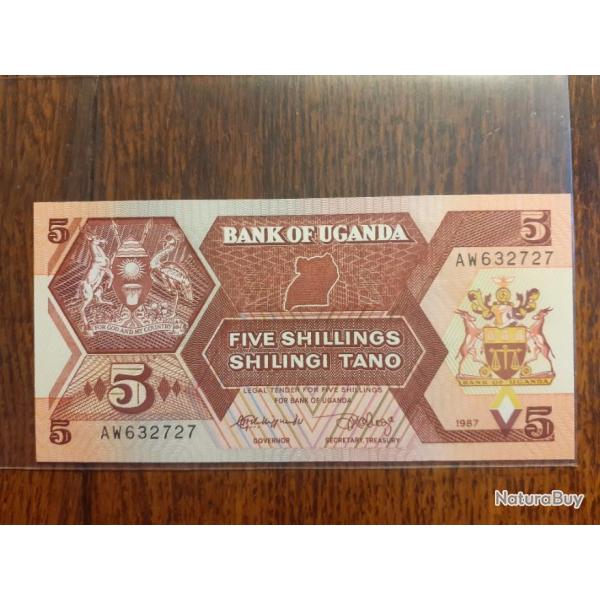 5
BANK OF UGANDA
5
AW632727
FOR GOD AND MY COUNTRY
FIVE SHILLINGS
SHILINGI TANO
BANK OF UGANDA
5
LEGAL TENDER FOR FIVE SHILLINGS
FOR BANK OF UGANDA
5
AW632727
GOVERNOR
SECRETARY, TREASURY
1987
5
NaturaBuy